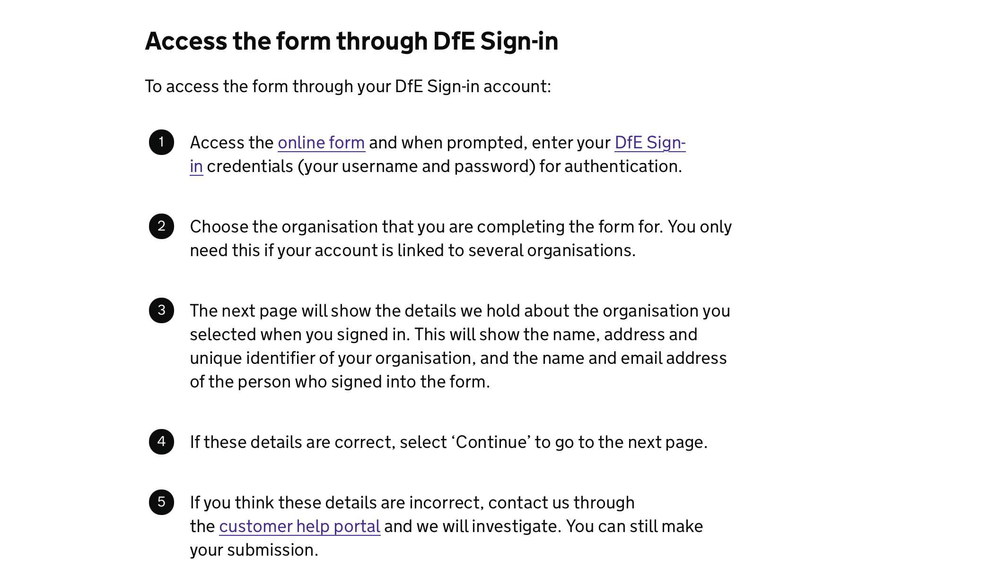 Access the form through DfE Sign-in
To access the form through your DfE Sign-in account:
1 Access the online form and when prompted, enter your DfE Sign-
in credentials (your username and password) for authentication.
2 Choose the organisation that you are completing the form for. You only
need this if your account is linked to several organisations.
3 The next page will show the details we hold about the organisation you
selected when you signed in. This will show the name, address and
unique identifier of your organisation, and the name and email address
of the person who signed into the form.
4 If these details are correct, select ‘Continue’ to go to the next page.
5 If you think these details are incorrect, contact us through
the customer help portal and we will investigate. You can still make
your submission.